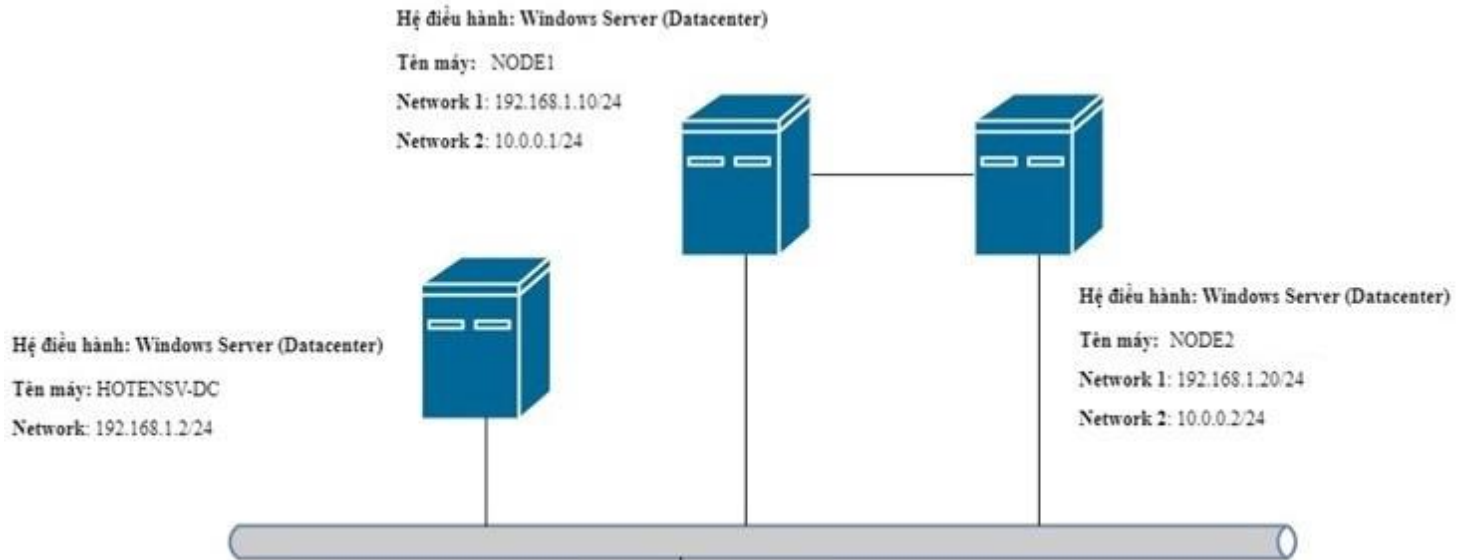 Hệ điều hành: Windows Server (Datacenter)
Tên máy: NODE1
Network 1: 192.168.1.10/24
Network 2: 10.0.0.1/24
Hệ điều hành: Windows Server (Datacenter)
Tên máy: HOTENSV-DC
Network: 192.168.1.2/24
Hệ điều hành: Windows Server (Datacenter)
Tên máy: NODE2
Network 1: 192.168.1.20/24
Network 2: 10.0.0.2/24